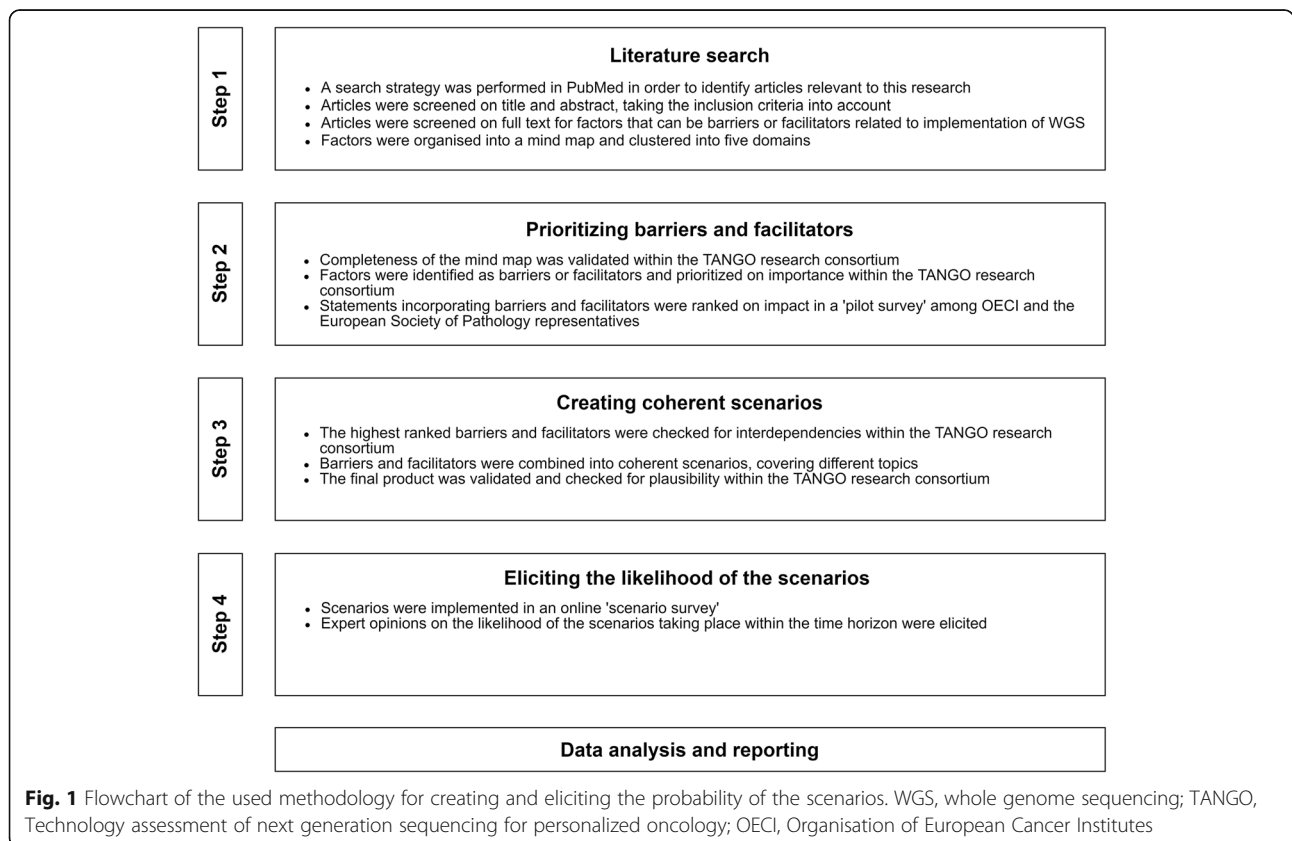 Step 1
Literature search
• A search strategy was performed in PubMed in order to identify articles relevant to this research
• Articles were screened on title and abstract, taking the inclusion criteria into account
• Articles were screened on full text for factors that can be barriers or facilitators related to implementation of WGS
• Factors were organised into a mind map and clustered into five domains
Step 2
Prioritizing barriers and facilitators
• Completeness of the mind map was validated within the TANGO research consortium
• Factors were identified as barriers or facilitators and prioritized on importance within the TANGO research
consortium
• Statements incorporating barriers and facilitators were ranked on impact in a 'pilot survey' among OECI and the
European Society of Pathology representatives
Step 3
Creating coherent scenarios
• The highest ranked barriers and facilitators were checked for interdependencies within the TANGO research
consortium
• Barriers and facilitators were combined into coherent scenarios, covering different topics
• The final product was validated and checked for plausibility within the TANGO research consortium
Step 4
Eliciting the likelihood of the scenarios
• Scenarios were implemented in an online 'scenario survey'
• Expert opinions on the likelihood of the scenarios taking place within the time horizon were elicited
Data analysis and reporting
Fig. 1 Flowchart of the used methodology for creating and eliciting the probability of the scenarios. WGS, whole genome sequencing; TANGO,
Technology assessment of next generation sequencing for personalized oncology; OECI, Organisation of European Cancer Institutes